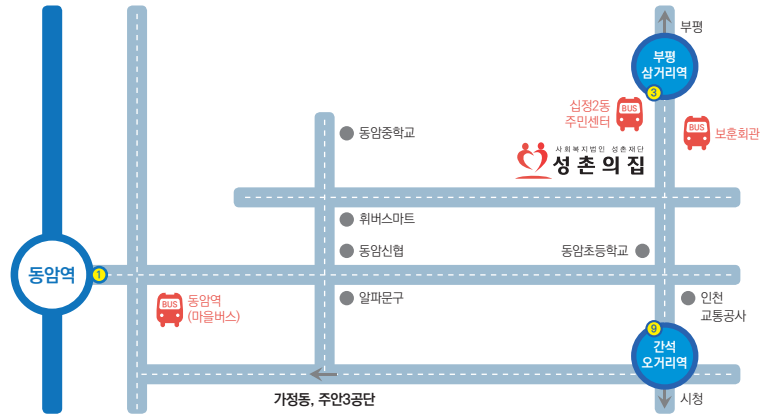 부평
부평
삼거리역
3
십정2동
주민센터
BUS
BUS
보훈회관
동암중학교
사회복지법인 성촌재단
성촌의집
휘버스마트
동암신협
동암초등학교
동암역
1
BUS
동암역
(마을버스)
알파문구
인천
교통공사
9
간석
오거리역
가정동, 주안3공단
시청